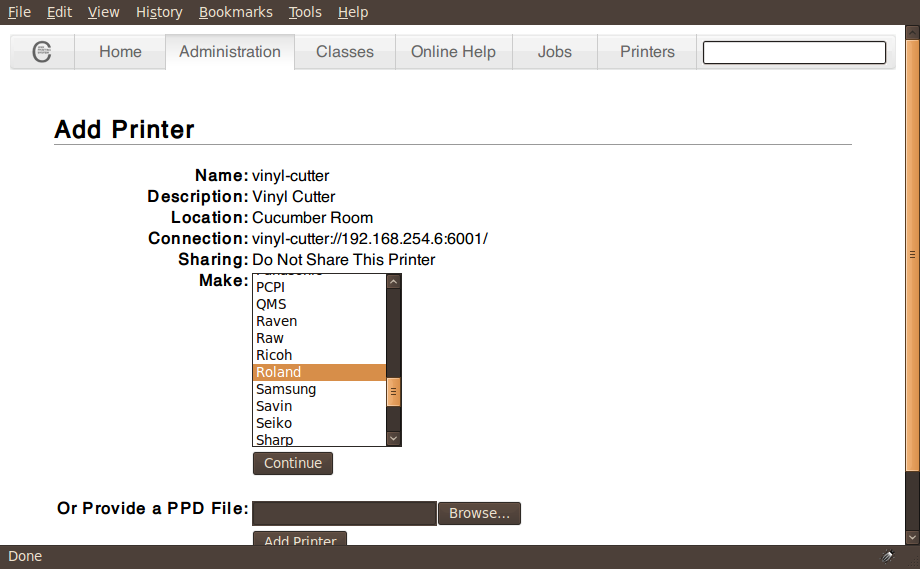 File Edit View History Bookmarks Tools Help
Home Administration Classes Online Help Jobs Printers
Add Printer
Name: vinyl-cutter
Description: Vinyl Cutter
Location: Cucumber Room
Connection: vinyl-cutter://192.168.254.6:6001/
Sharing: Do Not Share This Printer
Make:
PCPI
QMS
Raven
Raw
Ricoh
Roland
Samsung
Savin
Seiko
Sharp
Continue
Or Provide a PPD File: Browse...
Add Printer
Done